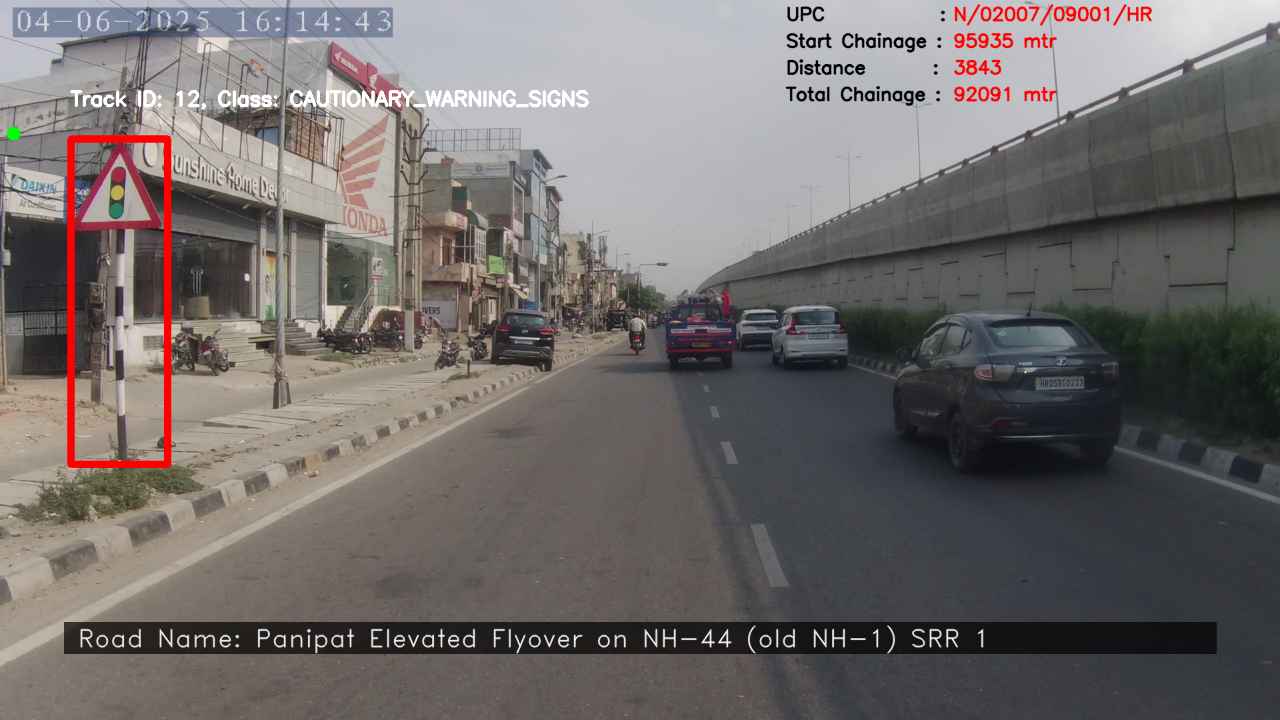 04-06-2025 16:14:43
UPC : N/02007/09001/HR
Start Chainage : 95935 mtr
Distance : 3843
Total Chainage : 92091 mtr
Track ID: 12, Class: CAUTIONARY_WARNING_SIGNS
Sunshine Home Decor
DAIKIN
HONDA
Road Name: Panipat Elevated Flyover on NH-44 (old NH-1) SRR 1